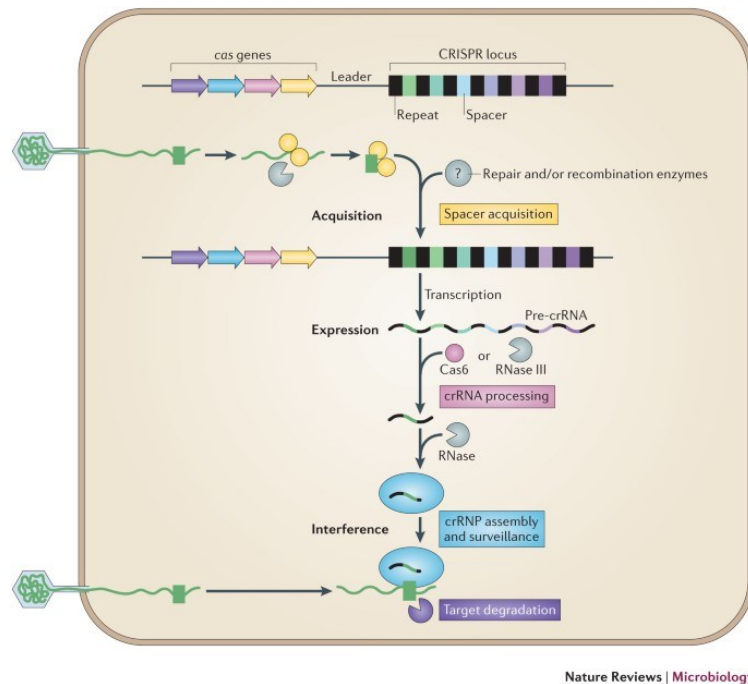 cas genes
CRISPR locus
Leader
Repeat
Spacer
?
Repair and/or recombination enzymes
Acquisition
Spacer acquisition
Transcription
Pre-crRNA
Expression
Cas6
or
RNase III
crRNA processing
RNase
Interference
crRNP assembly
and surveillance
Target degradation
Nature Reviews | Microbiology